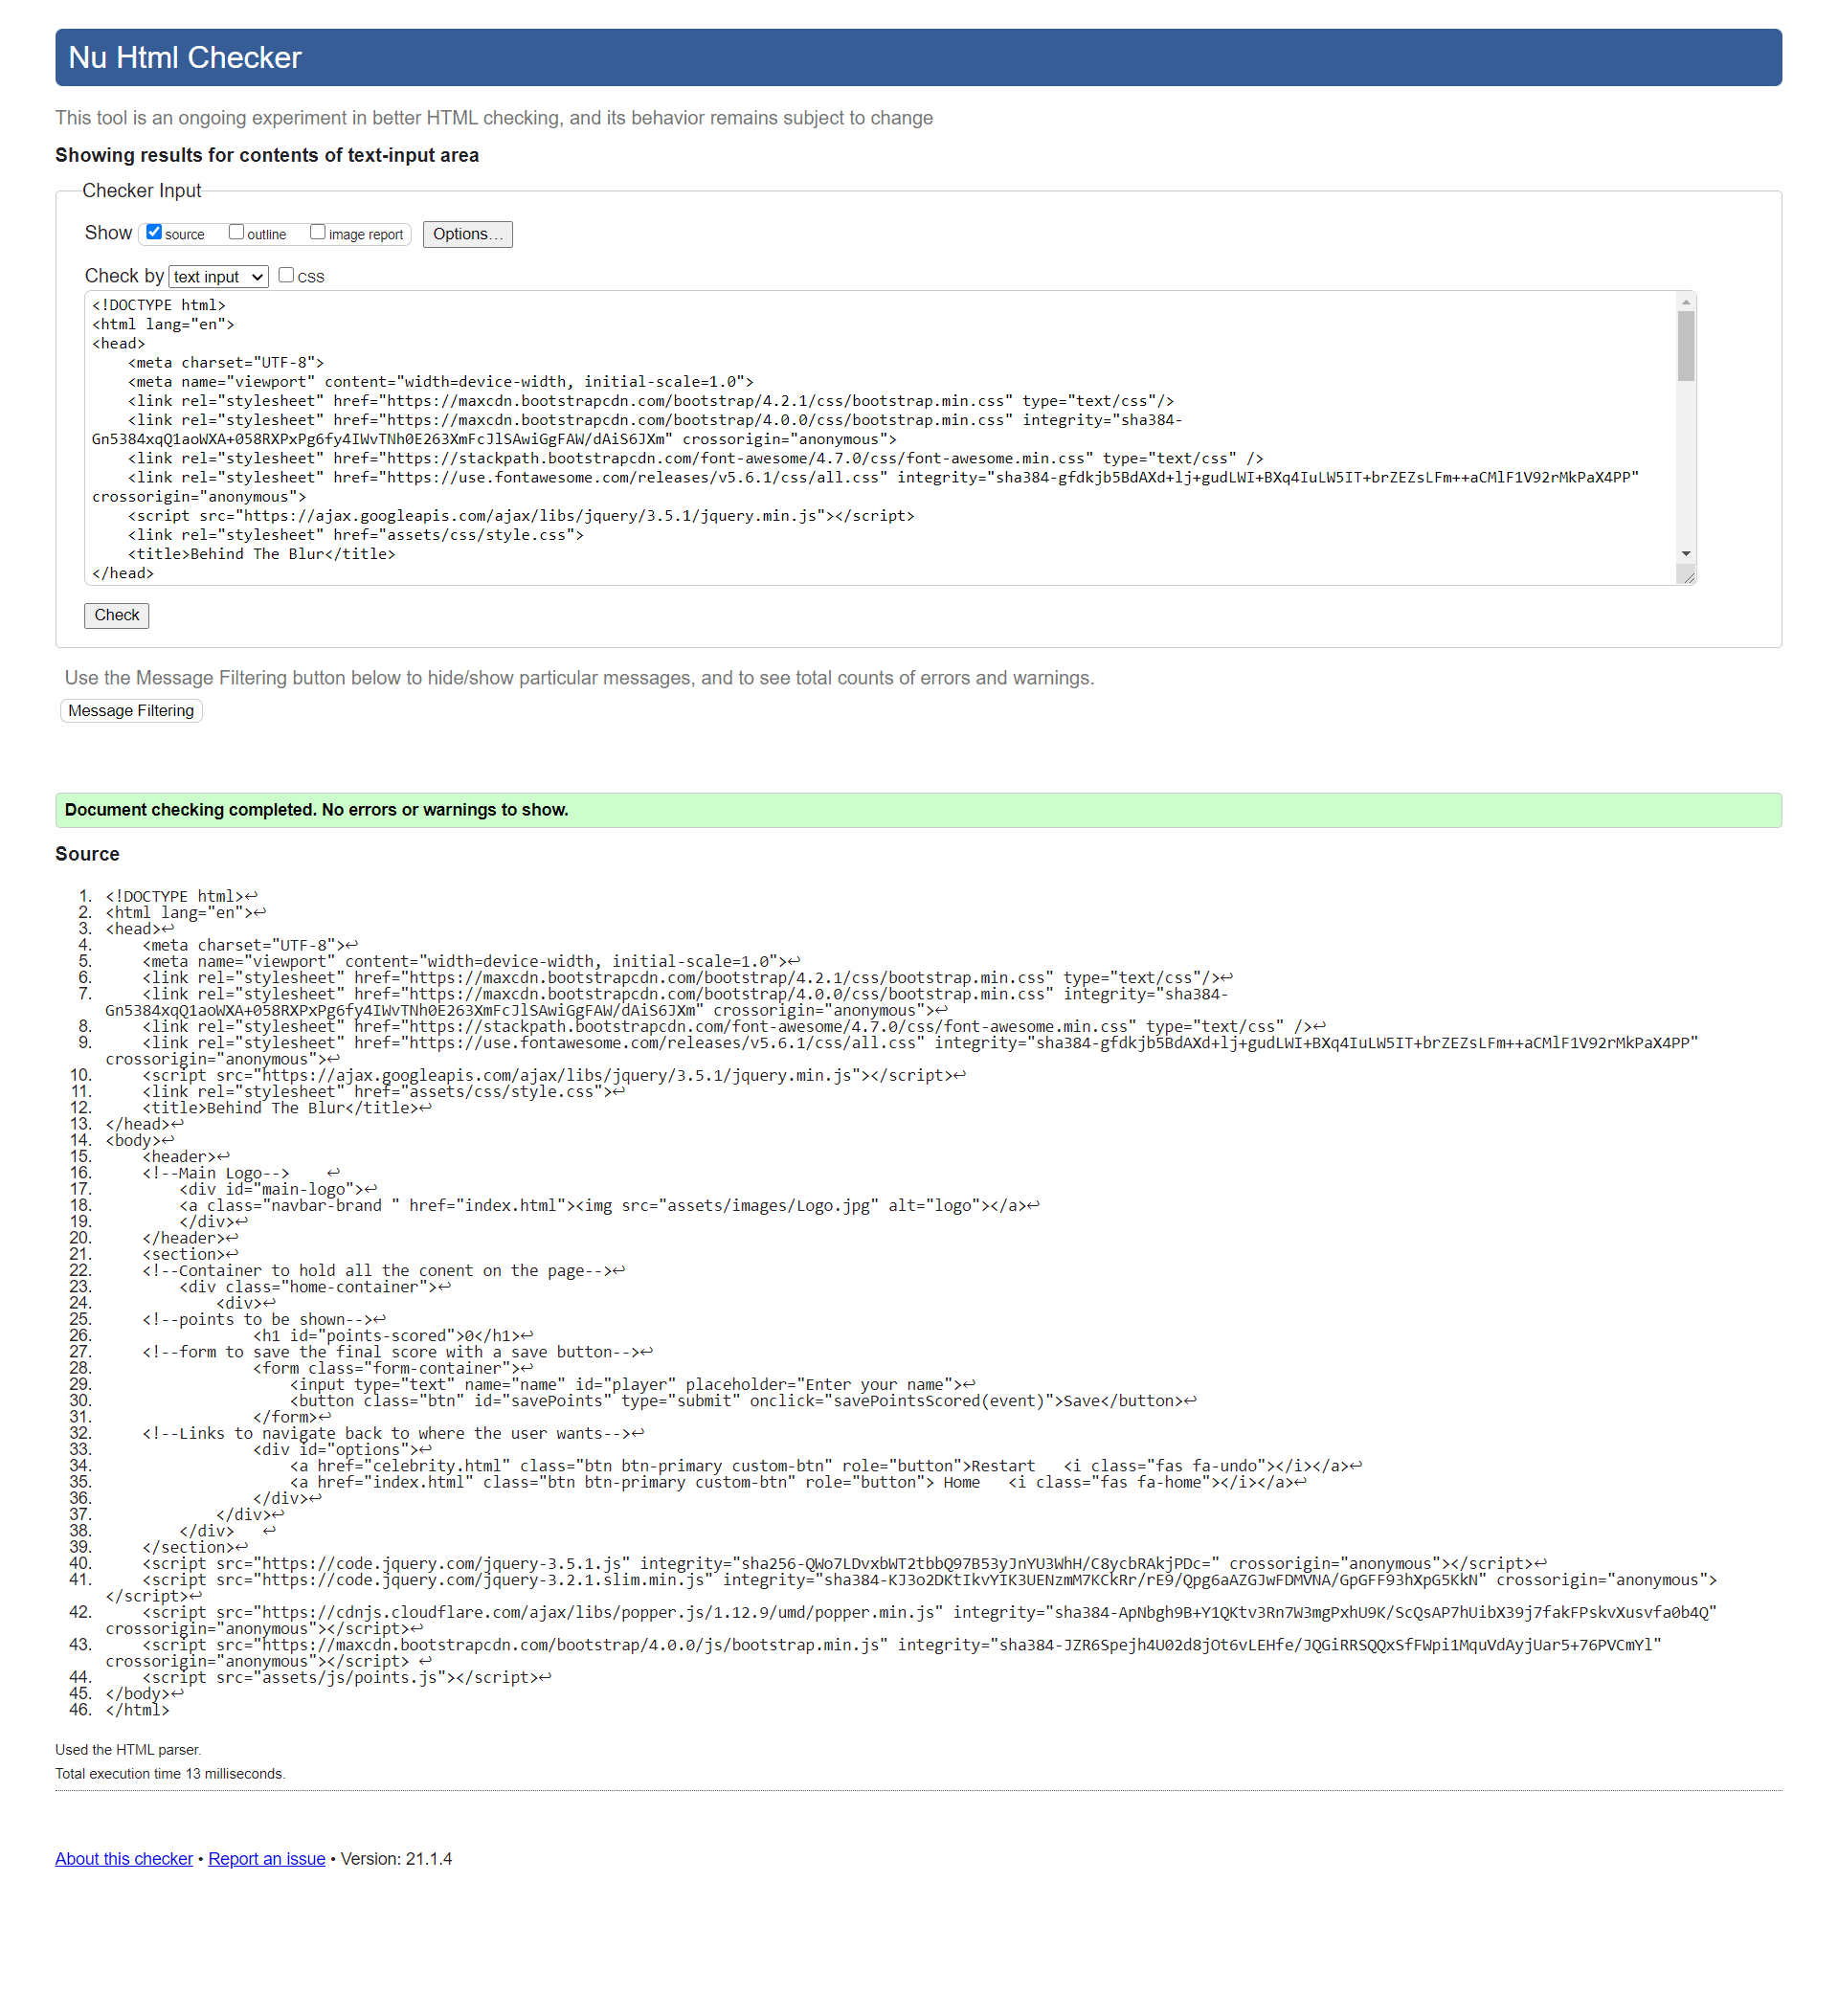 Nu Html Checker
This tool is an ongoing experiment in better HTML checking, and its behavior remains subject to change
Showing results for contents of text-input area
Checker Input
Show source outline image report Options...
Check by text input CSS
<!DOCTYPE html>
<html lang="en">
<head>
    <meta charset="UTF-8">
    <meta name="viewport" content="width=device-width, initial-scale=1.0">
    <link rel="stylesheet" href="https://maxcdn.bootstrapcdn.com/bootstrap/4.2.1/css/bootstrap.min.css" type="text/css"/>
    <link rel="stylesheet" href="https://maxcdn.bootstrapcdn.com/bootstrap/4.0.0/css/bootstrap.min.css" integrity="sha384-
Gn5384xqQ1aoWXA+058RXPxPg6fy4IWvTNh0E263XmFcJlSAwiGgFAW/dAiS6JXm" crossorigin="anonymous">
    <link rel="stylesheet" href="https://stackpath.bootstrapcdn.com/font-awesome/4.7.0/css/font-awesome.min.css" type="text/css" />
    <link rel="stylesheet" href="https://use.fontawesome.com/releases/v5.6.1/css/all.css" integrity="sha384-gfdkjb5BdAXd+lj+gudLWI+BXq4IuLW5IT+brZEZsLFm++aCMlF1V92rMkPaX4PP"
crossorigin="anonymous">
    <script src="https://ajax.googleapis.com/ajax/libs/jquery/3.5.1/jquery.min.js"></script>
    <link rel="stylesheet" href="assets/css/style.css">
    <title>Behind The Blur</title>
</head>
Check
Use the Message Filtering button below to hide/show particular messages, and to see total counts of errors and warnings.
Message Filtering
Document checking completed. No errors or warnings to show.
Source
1. <!DOCTYPE html>↩
2. <html lang="en">↩
3. <head>↩
4.     <meta charset="UTF-8">↩
5.     <meta name="viewport" content="width=device-width, initial-scale=1.0">↩
6.     <link rel="stylesheet" href="https://maxcdn.bootstrapcdn.com/bootstrap/4.2.1/css/bootstrap.min.css" type="text/css"/>↩
7.     <link rel="stylesheet" href="https://maxcdn.bootstrapcdn.com/bootstrap/4.0.0/css/bootstrap.min.css" integrity="sha384-
Gn5384xqQ1aoWXA+058RXPxPg6fy4IWvTNh0E263XmFcJlSAwiGgFAW/dAiS6JXm" crossorigin="anonymous">↩
8.     <link rel="stylesheet" href="https://stackpath.bootstrapcdn.com/font-awesome/4.7.0/css/font-awesome.min.css" type="text/css" />↩
9.     <link rel="stylesheet" href="https://use.fontawesome.com/releases/v5.6.1/css/all.css" integrity="sha384-gfdkjb5BdAXd+lj+gudLWI+BXq4IuLW5IT+brZEZsLFm++aCMlF1V92rMkPaX4PP"
crossorigin="anonymous">↩
10.     <script src="https://ajax.googleapis.com/ajax/libs/jquery/3.5.1/jquery.min.js"></script>↩
11.     <link rel="stylesheet" href="assets/css/style.css">↩
12.     <title>Behind The Blur</title>↩
13. </head>↩
14. <body>↩
15.     <header>↩
16.     <!--Main Logo-->    ↩
17.         <div id="main-logo">↩
18.         <a class="navbar-brand " href="index.html"><img src="assets/images/Logo.jpg" alt="logo"></a>↩
19.         </div>↩
20.     </header>↩
21.     <section>↩
22.     <!--Container to hold all the conent on the page-->↩
23.         <div class="home-container">↩
24.             <div>↩
25.     <!--points to be shown-->↩
26.                 <h1 id="points-scored">0</h1>↩
27.     <!--form to save the final score with a save button-->↩
28.                 <form class="form-container">↩
29.                     <input type="text" name="name" id="player" placeholder="Enter your name">↩
30.                     <button class="btn" id="savePoints" type="submit" onclick="savePointsScored(event)">Save</button>↩
31.                 </form>↩
32.     <!--Links to navigate back to where the user wants-->↩
33.                 <div id="options">↩
34.                     <a href="celebrity.html" class="btn btn-primary custom-btn" role="button">Restart   <i class="fas fa-undo"></i></a>↩
35.                     <a href="index.html" class="btn btn-primary custom-btn" role="button"> Home   <i class="fas fa-home"></i></a>↩
36.                 </div>↩
37.             </div>↩
38.         </div>   ↩
39.     </section>↩
40.     <script src="https://code.jquery.com/jquery-3.5.1.js" integrity="sha256-QWo7LDvxbWT2tbbQ97B53yJnYU3WhH/C8ycbRAkjPDc=" crossorigin="anonymous"></script>↩
41.     <script src="https://code.jquery.com/jquery-3.2.1.slim.min.js" integrity="sha384-KJ3o2DKtIkvYIK3UENzmM7KCkRr/rE9/Qpg6aAZGJwFDMVNA/GpGFF93hXpG5KkN" crossorigin="anonymous">
</script>↩
42.     <script src="https://cdnjs.cloudflare.com/ajax/libs/popper.js/1.12.9/umd/popper.min.js" integrity="sha384-ApNbgh9B+Y1QKtv3Rn7W3mgPxhU9K/ScQsAP7hUibX39j7fakFPskvXusvfa0b4Q"
crossorigin="anonymous"></script>↩
43.     <script src="https://maxcdn.bootstrapcdn.com/bootstrap/4.0.0/js/bootstrap.min.js" integrity="sha384-JZR6Spejh4U02d8jOt6vLEHfe/JQGiRRSQQxSfFWpi1MquVdAyjUar5+76PVCmYl"
crossorigin="anonymous"></script> ↩
44.     <script src="assets/js/points.js"></script>↩
45. </body>↩
46. </html>
Used the HTML parser.
Total execution time 13 milliseconds.
About this checker • Report an issue • Version: 21.1.4